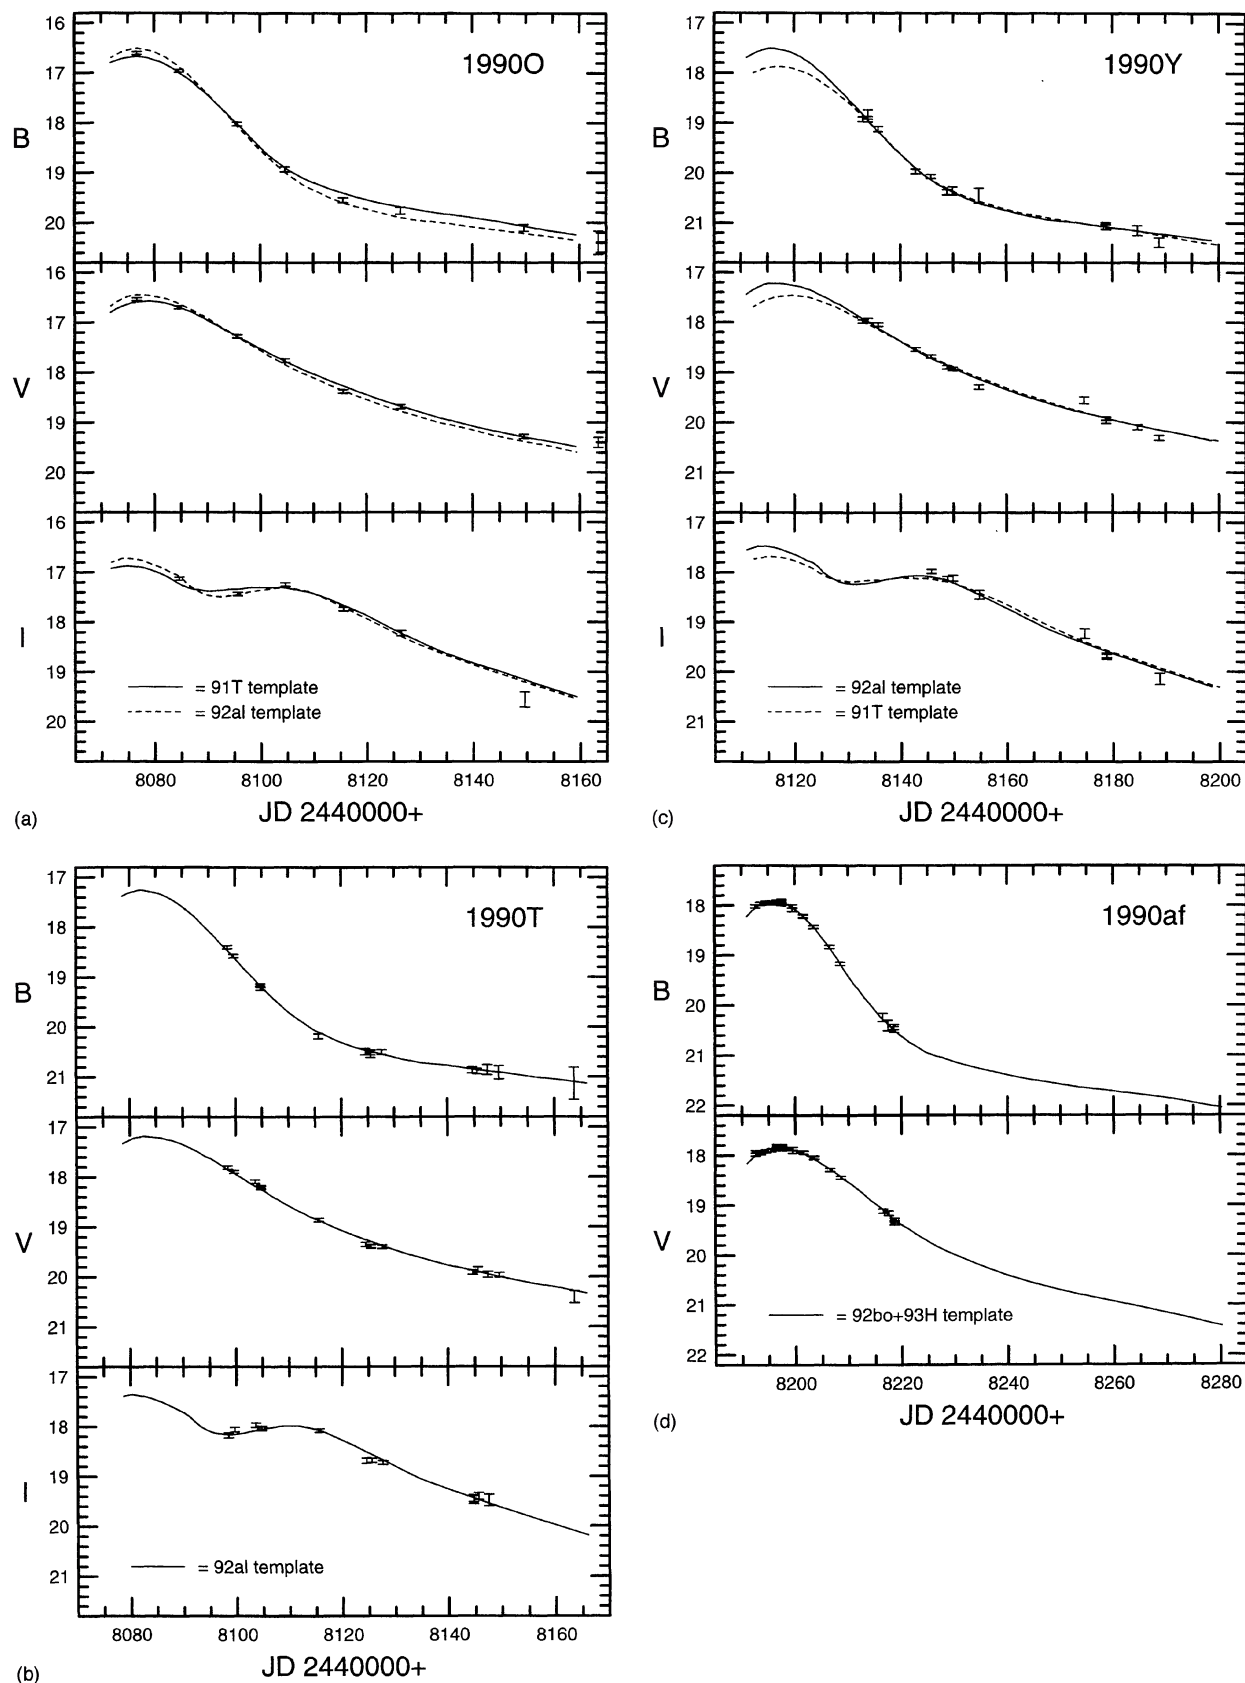 1990O
B
16
17
18
19
20
V
16
17
18
19
20
I
16
17
18
19
20
= 91T template
= 92al template
8080 8100 8120 8140 8160
JD 2440000+
(a)
1990Y
B
17
18
19
20
21
V
17
18
19
20
21
I
17
18
19
20
21
= 92al template
= 91T template
8120 8140 8160 8180 8200
JD 2440000+
(c)
1990T
B
17
18
19
20
21
V
17
18
19
20
21
I
17
18
19
20
21
= 92al template
8080 8100 8120 8140 8160
JD 2440000+
(b)
1990af
B
18
19
20
21
22
V
18
19
20
21
22
= 92bo+93H template
8200 8220 8240 8260 8280
JD 2440000+
(d)